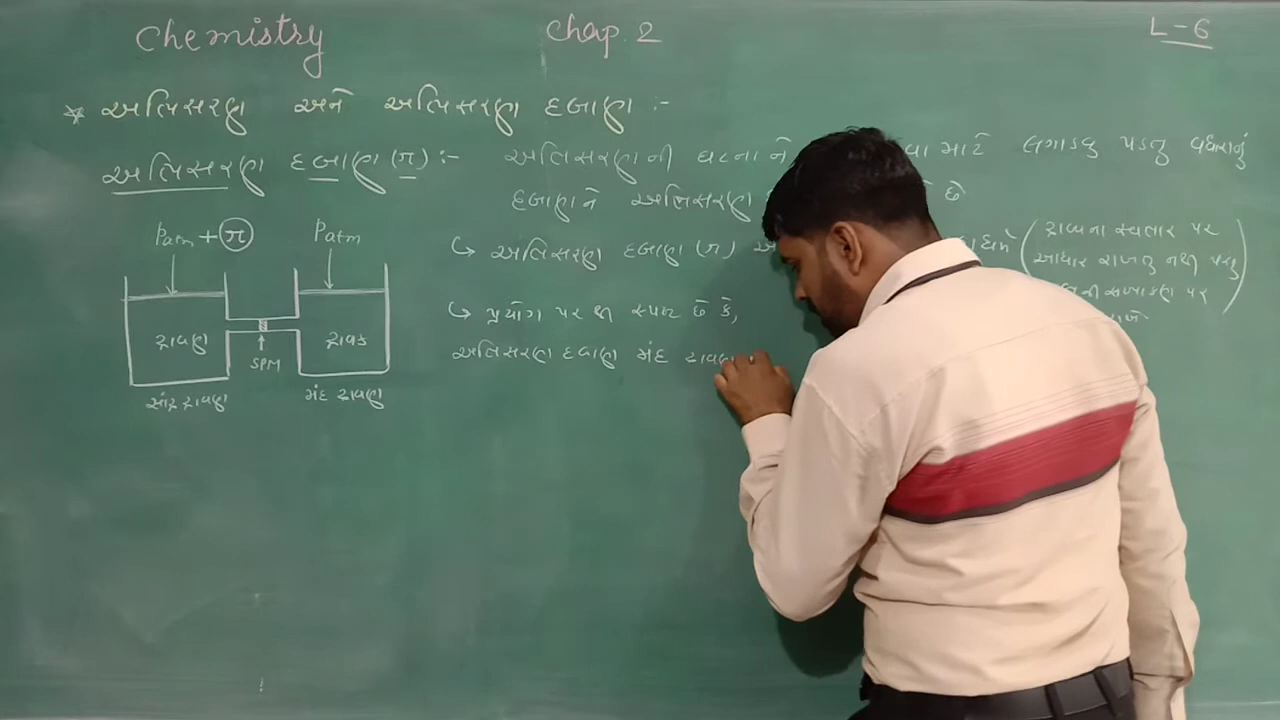 Chemistry Chap. 2 L-6
* અભિસરણ અને અભિસરણ દબાણ :-
અભિસરણ દબાણ (π) :- અભિસરણની ઘટનાને વા માટે લગાડવુ પડતુ વધારાનું
દબાણને અભિસરણ છે
↳ અભિસરણ દબાણ (π)
દ્રાવ્યના સ્વભાવ પર
આધાર રાખતુ નથી પરંતુ
ની સંખ્યાના પર
↳ પ્રયોગ પર થી સ્પષ્ટ છે કે,
અભિસરણ દબાણ મંદ દ્રાવણ
Patm + π Patm
દ્રાવણ દ્રાવક
SPM
સાંદ્ર દ્રાવણ મંદ દ્રાવણ